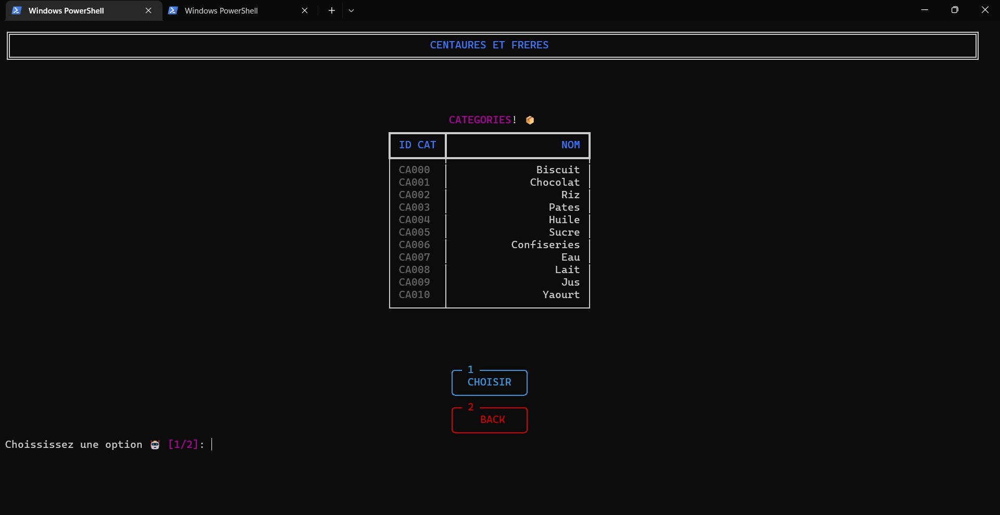 Windows PowerShell
Windows PowerShell
CENTAURES ET FRERES
CATEGORIES! 📦
ID CAT NOM
CA000 Biscuit
CA001 Chocolat
CA002 Riz
CA003 Pates
CA004 Huile
CA005 Sucre
CA006 Confiseries
CA007 Eau
CA008 Lait
CA009 Jus
CA010 Yaourt
1
CHOISIR
2
BACK
Choississez une option 🤖 [1/2]: